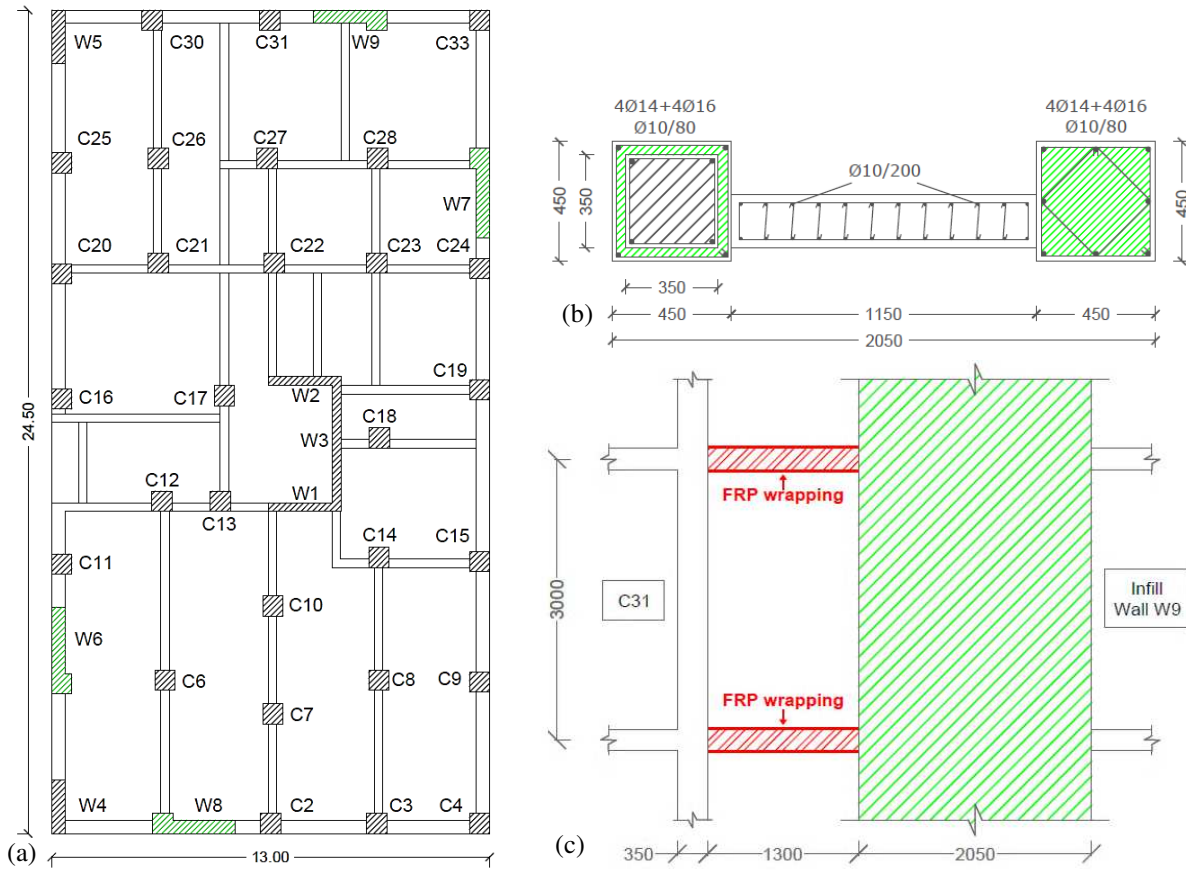 W5 C30 C31 W9 C33
C25 C26 C27 C28
W7
C20 C21 C22 C23 C24
24.50
C16 C17 W2 C19
C18
W3
C12 W1
C13
C14 C15
C11
C10
W6
C6 C8 C9
C7
W4 W8 C2 C3 C4
(a)
13.00
4Ø14+4Ø16
Ø10/80
4Ø14+4Ø16
Ø10/80
Ø10/200
450
350
450
350
(b)
450 1150 450
2050
FRP wrapping
3000
C31
Infill
Wall W9
FRP wrapping
(c)
350 1300 2050